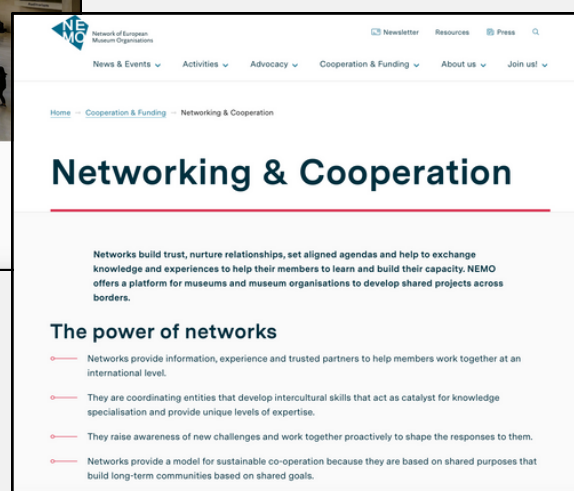 NE
MO
Network of European
Museum Organisations
Newsletter Resources Press
News & Events Activities Advocacy Cooperation & Funding About us Join us!
Home → Cooperation & Funding → Networking & Cooperation
Networking & Cooperation
Networks build trust, nurture relationships, set aligned agendas and help to exchange
knowledge and experiences to help their members to learn and build their capacity. NEMO
offers a platform for museums and museum organisations to develop shared projects across
borders.
The power of networks
Networks provide information, experience and trusted partners to help members work together at an
international level.
They are coordinating entities that develop intercultural skills that act as catalyst for knowledge
specialisation and provide unique levels of expertise.
They raise awareness of new challenges and work together proactively to shape the responses to them.
Networks provide a model for sustainable co-operation because they are based on shared purposes that
build long-term communities based on shared goals.